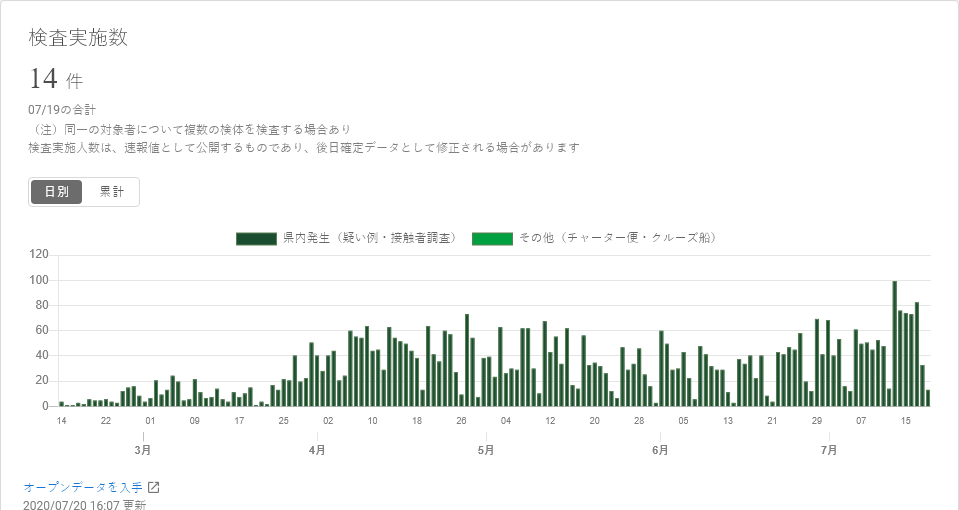 検査実施数
14 件
07/19の合計
（注）同一の対象者について複数の検体を検査する場合あり
検査実施人数は、速報値として公開するものであり、後日確定データとして修正される場合があります
日別 累計
県内発生（疑い例・接触者調査） その他（チャーター便・クルーズ船）
120
100
80
60
40
20
0
14 22 01 09 17 25 02 10 18 26 04 12 20 28 05 13 21 29 07 15
3月 4月 5月 6月 7月
オープンデータを入手
2020/07/20 16:07 更新